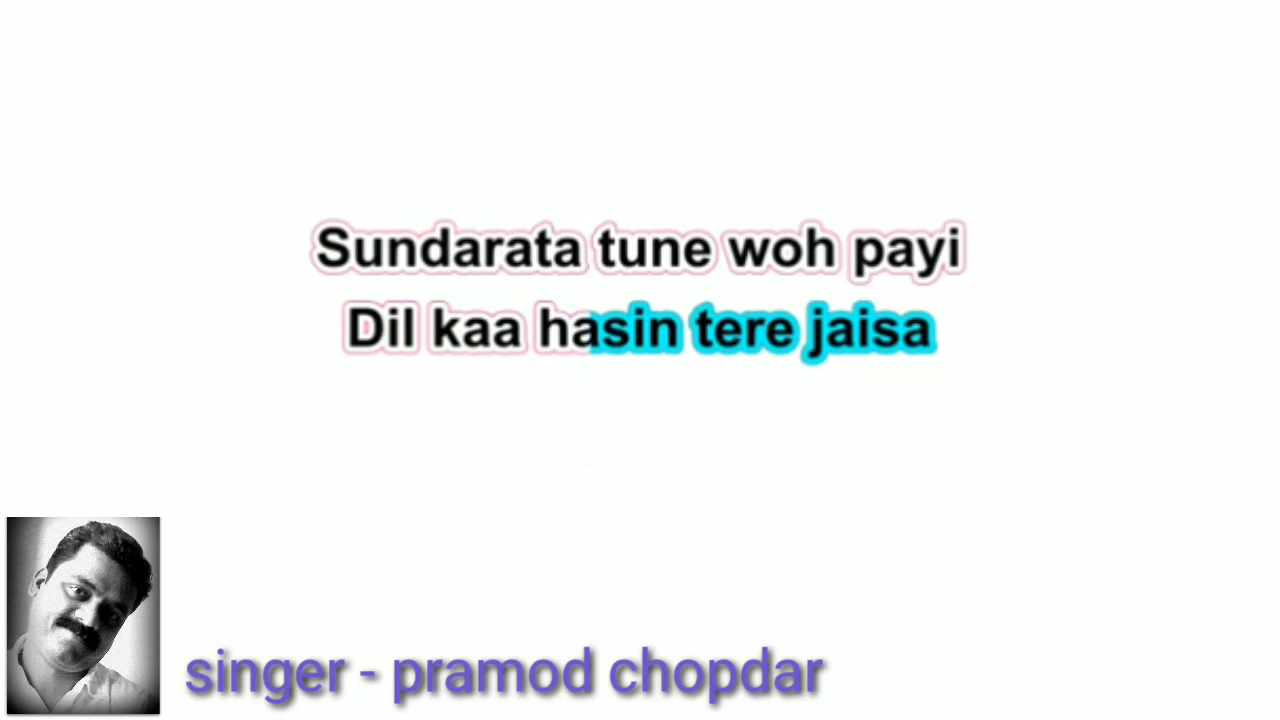 Sundarata tune woh payi
Dil kaa hasin tere jaisa
singer - pramod chopdar